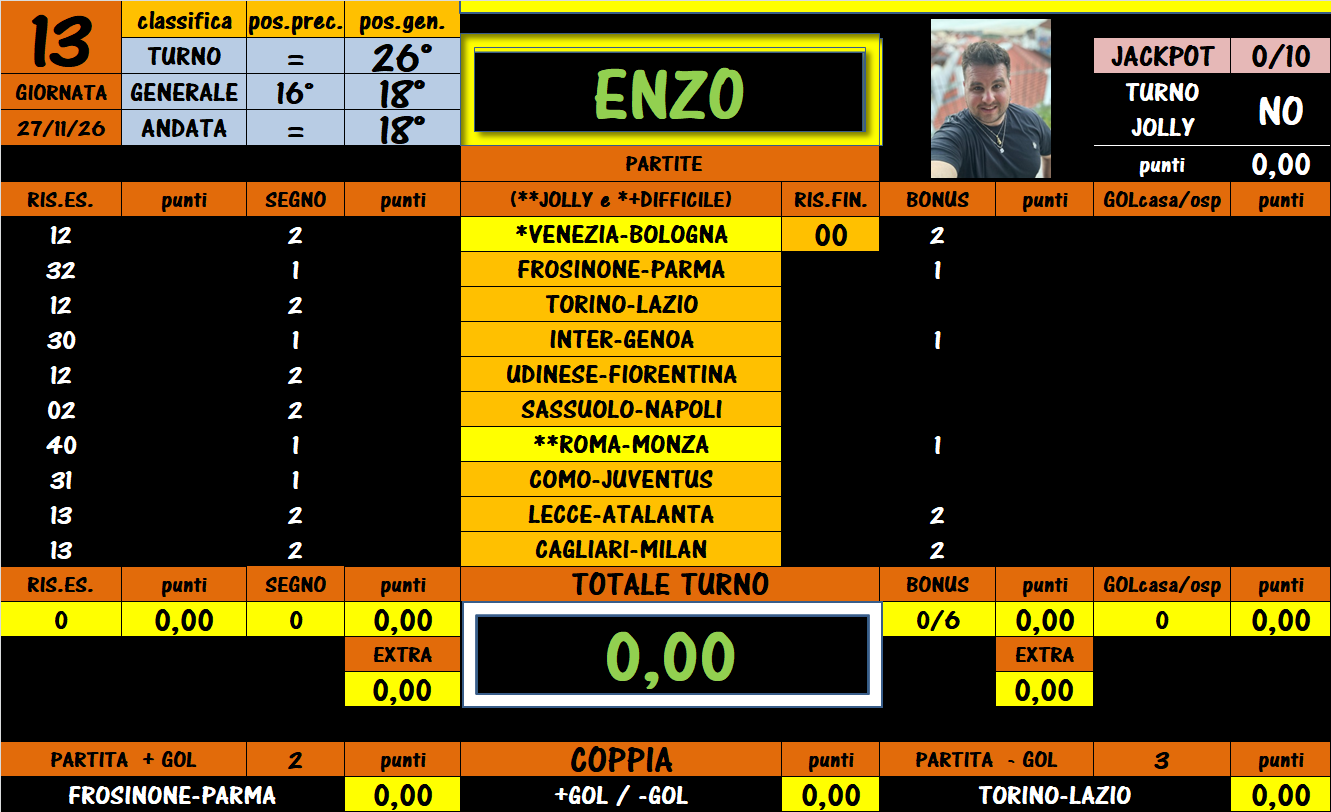 13 classifica pos.prec. pos.gen.
TURNO = 26°
GIORNATA GENERALE 16° 18°
27/11/26 ANDATA = 18°
ENZO
JACKPOT 0/10
TURNO JOLLY NO
punti 0,00
PARTITE
RIS.ES. punti SEGNO punti (**JOLLY e *+DIFFICILE) RIS.FIN. BONUS punti GOLcasa/osp punti
12 2 *VENEZIA-BOLOGNA 00 2
32 1 FROSINONE-PARMA 1
12 2 TORINO-LAZIO
30 1 INTER-GENOA 1
12 2 UDINESE-FIORENTINA
02 2 SASSUOLO-NAPOLI
40 1 **ROMA-MONZA 1
31 1 COMO-JUVENTUS
13 2 LECCE-ATALANTA 2
13 2 CAGLIARI-MILAN 2
RIS.ES. punti SEGNO punti TOTALE TURNO BONUS punti GOLcasa/osp punti
0 0,00 0 0,00 0/6 0,00 0 0,00
EXTRA 0,00 EXTRA
0,00 0,00
PARTITA + GOL 2 punti COPPIA punti PARTITA - GOL 3 punti
FROSINONE-PARMA 0,00 +GOL / -GOL 0,00 TORINO-LAZIO 0,00